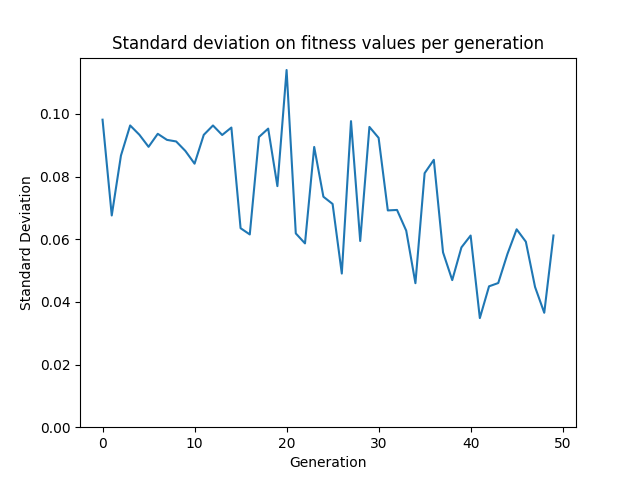 Standard deviation on fitness values per generation
Standard Deviation
0.10
0.08
0.06
0.04
0.02
0.00
0 10 20 30 40 50
Generation